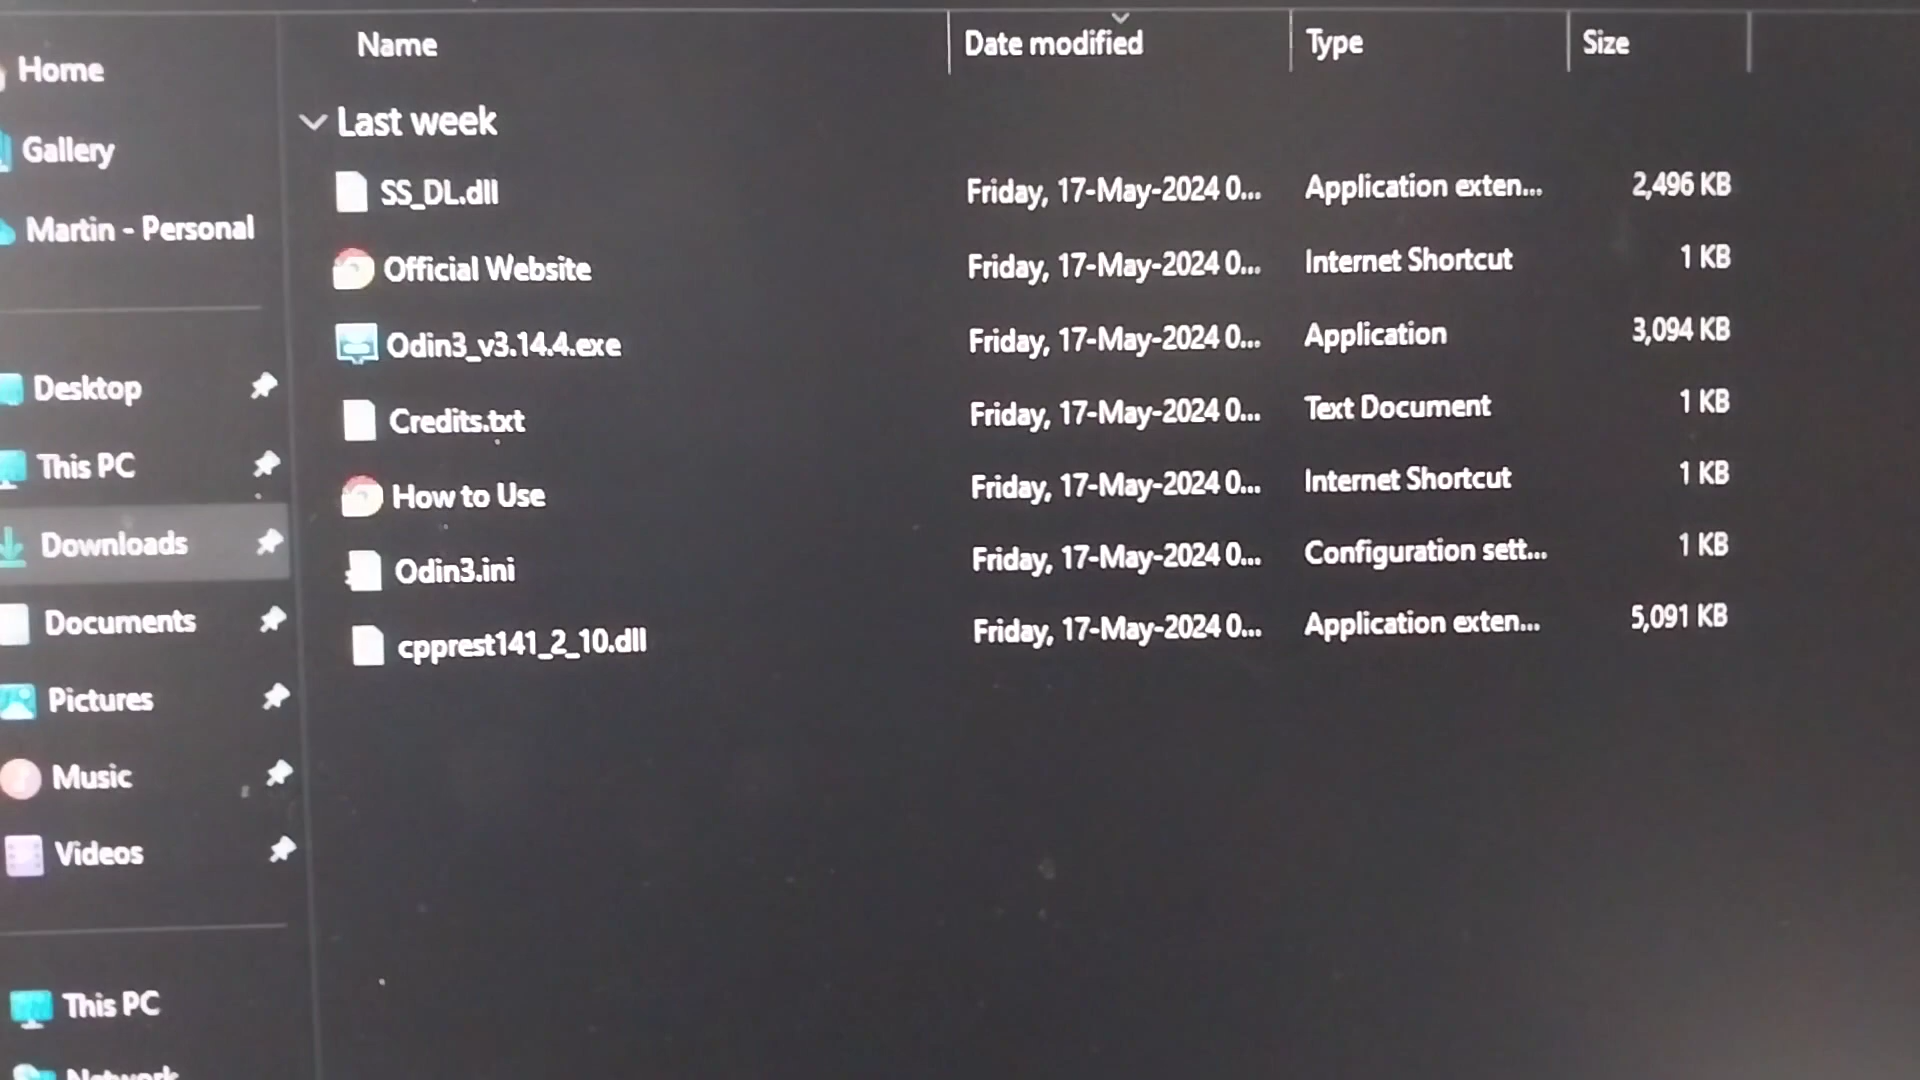 Name Date modified Type Size
Home
Last week
Gallery
SS_DL.dll Friday, 17-May-2024 0... Application exten... 2,496 KB
Martin - Personal
Official Website Friday, 17-May-2024 0... Internet Shortcut 1 KB
Odin3_v3.14.4.exe Friday, 17-May-2024 0... Application 3,094 KB
Desktop
Credits.txt Friday, 17-May-2024 0... Text Document 1 KB
This PC
How to Use Friday, 17-May-2024 0... Internet Shortcut 1 KB
Downloads
Odin3.ini Friday, 17-May-2024 0... Configuration sett... 1 KB
Documents
cpprest141_2_10.dll Friday, 17-May-2024 0... Application exten... 5,091 KB
Pictures
Music
Videos
This PC
Network